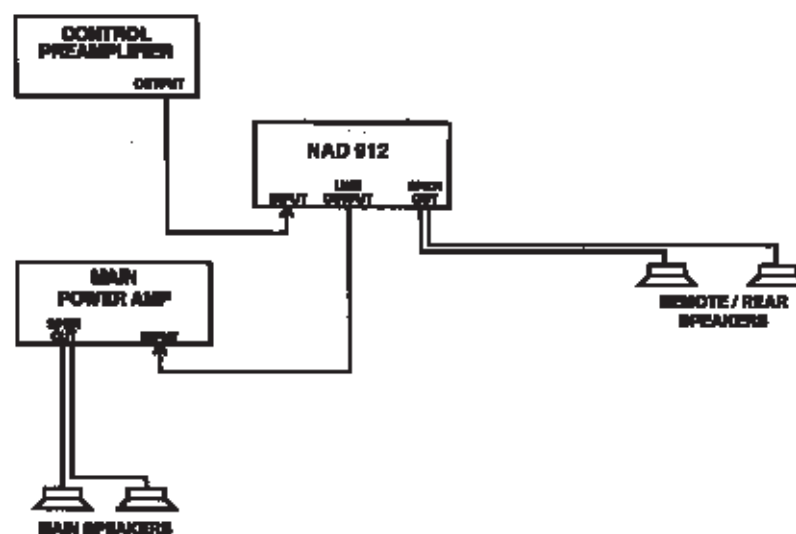 CONTROL
PREAMPLIFIER
OUTPUT
NAD 912
INPUT
LINE
OUTPUT
SPKR
OUT
MAIN
POWER AMP
SPKR
OUT
INPUT
REMOTE / REAR
SPEAKERS
MAIN SPEAKERS